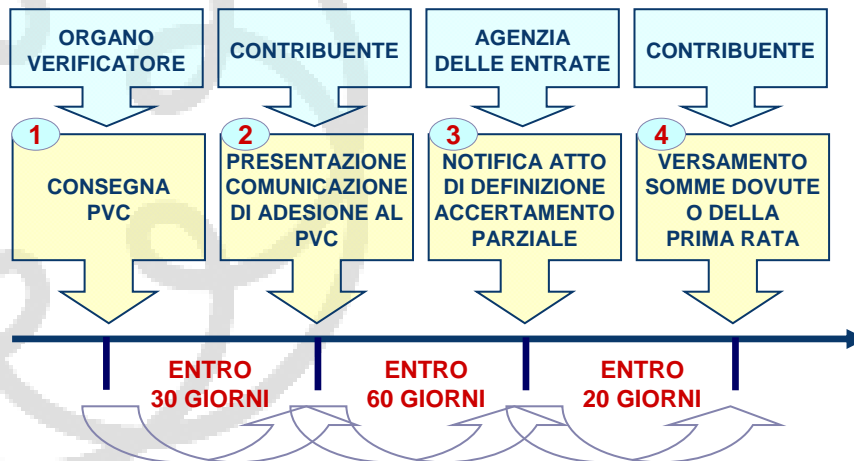 ORGANO
VERIFICATORE
CONTRIBUENTE
AGENZIA
DELLE ENTRATE
CONTRIBUENTE
1
CONSEGNA
PVC
2
PRESENTAZIONE
COMUNICAZIONE
DI ADESIONE AL
PVC
3
NOTIFICA ATTO
DI DEFINIZIONE
ACCERTAMENTO
PARZIALE
4
VERSAMENTO
SOMME DOVUTE
O DELLA
PRIMA RATA
ENTRO
30 GIORNI
ENTRO
60 GIORNI
ENTRO
20 GIORNI